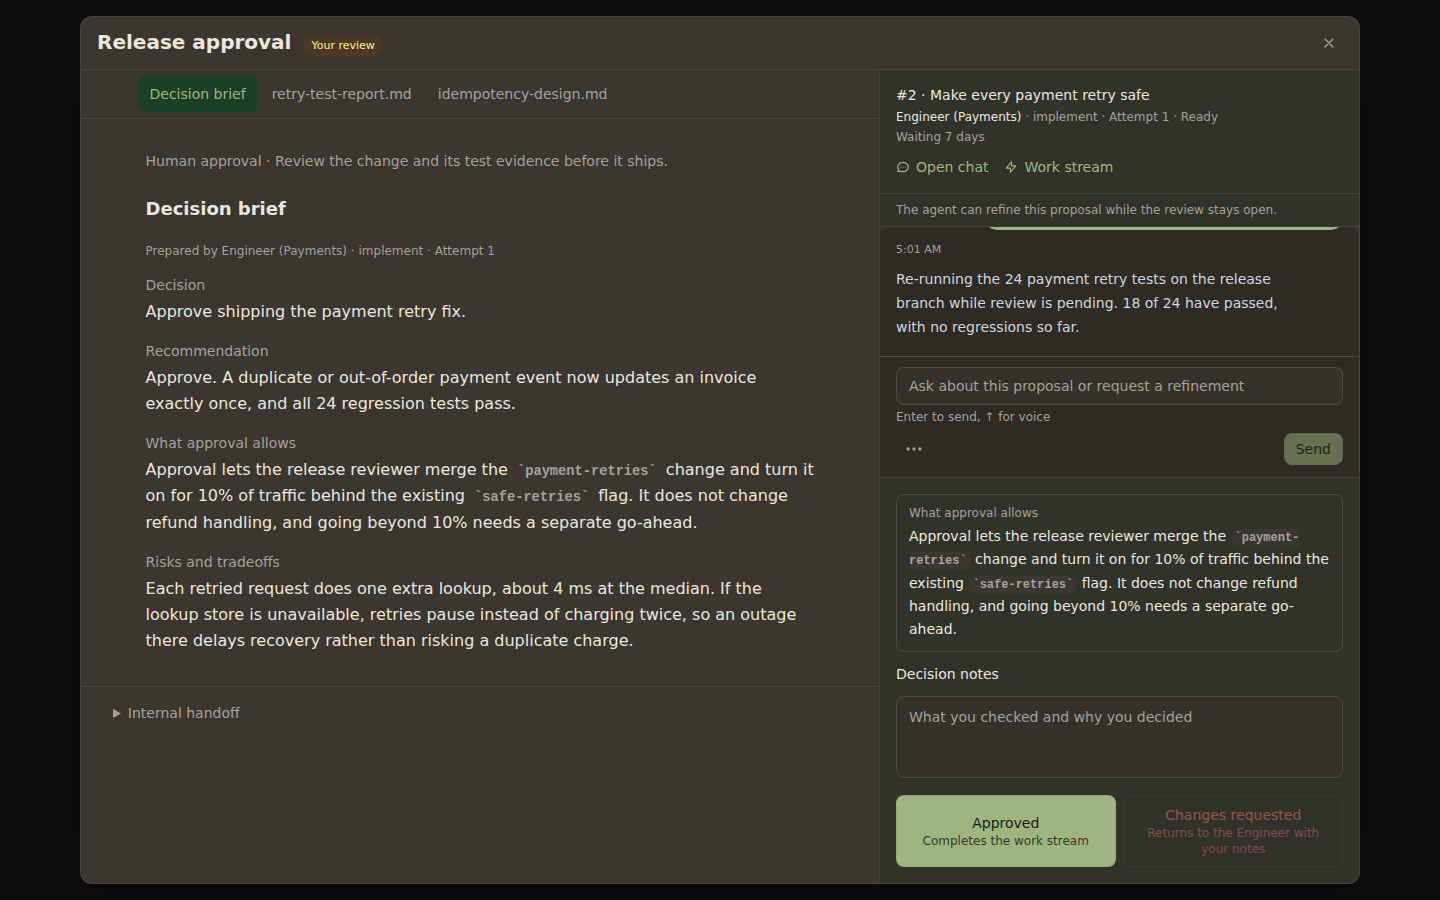 Release approval
Your review
Decision brief
retry-test-report.md
idempotency-design.md
Human approval · Review the change and its test evidence before it ships.
Decision brief
Prepared by Engineer (Payments) · implement · Attempt 1
Decision
Approve shipping the payment retry fix.
Recommendation
Approve. A duplicate or out-of-order payment event now updates an invoice
exactly once, and all 24 regression tests pass.
What approval allows
Approval lets the release reviewer merge the `payment-retries` change and turn it
on for 10% of traffic behind the existing `safe-retries` flag. It does not change
refund handling, and going beyond 10% needs a separate go-ahead.
Risks and tradeoffs
Each retried request does one extra lookup, about 4 ms at the median. If the
lookup store is unavailable, retries pause instead of charging twice, so an outage
there delays recovery rather than risking a duplicate charge.
Internal handoff
#2 · Make every payment retry safe
Engineer (Payments) · implement · Attempt 1 · Ready
Waiting 7 days
Open chat
Work stream
The agent can refine this proposal while the review stays open.
5:01 AM
Re-running the 24 payment retry tests on the release
branch while review is pending. 18 of 24 have passed,
with no regressions so far.
Ask about this proposal or request a refinement
Enter to send, ↑ for voice
Send
What approval allows
Approval lets the release reviewer merge the `payment-
retries` change and turn it on for 10% of traffic behind the
existing `safe-retries` flag. It does not change refund
handling, and going beyond 10% needs a separate go-
ahead.
Decision notes
What you checked and why you decided
Approved
Completes the work stream
Changes requested
Returns to the Engineer with
your notes